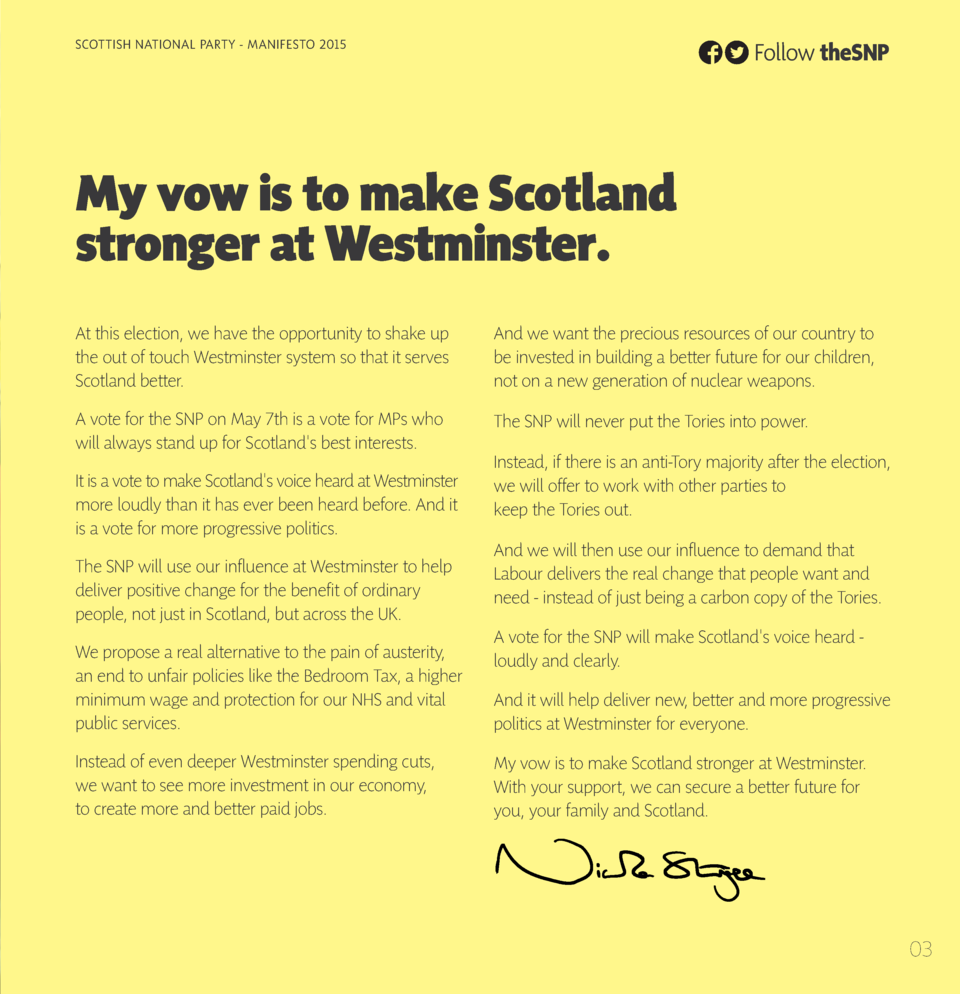 SCOTTISH NATIONAL PARTY - MANIFESTO 2015
Follow theSNP
My vow is to make Scotland
stronger at Westminster.
At this election, we have the opportunity to shake up
the out of touch Westminster system so that it serves
Scotland better.
A vote for the SNP on May 7th is a vote for MPs who
will always stand up for Scotland's best interests.
It is a vote to make Scotland's voice heard at Westminster
more loudly than it has ever been heard before. And it
is a vote for more progressive politics.
The SNP will use our influence at Westminster to help
deliver positive change for the benefit of ordinary
people, not just in Scotland, but across the UK.
We propose a real alternative to the pain of austerity,
an end to unfair policies like the Bedroom Tax, a higher
minimum wage and protection for our NHS and vital
public services.
Instead of even deeper Westminster spending cuts,
we want to see more investment in our economy,
to create more and better paid jobs.
And we want the precious resources of our country to
be invested in building a better future for our children,
not on a new generation of nuclear weapons.
The SNP will never put the Tories into power.
Instead, if there is an anti-Tory majority after the election,
we will offer to work with other parties to
keep the Tories out.
And we will then use our influence to demand that
Labour delivers the real change that people want and
need - instead of just being a carbon copy of the Tories.
A vote for the SNP will make Scotland's voice heard -
loudly and clearly.
And it will help deliver new, better and more progressive
politics at Westminster for everyone.
My vow is to make Scotland stronger at Westminster.
With your support, we can secure a better future for
you, your family and Scotland.
Nicola Sturgeon
03